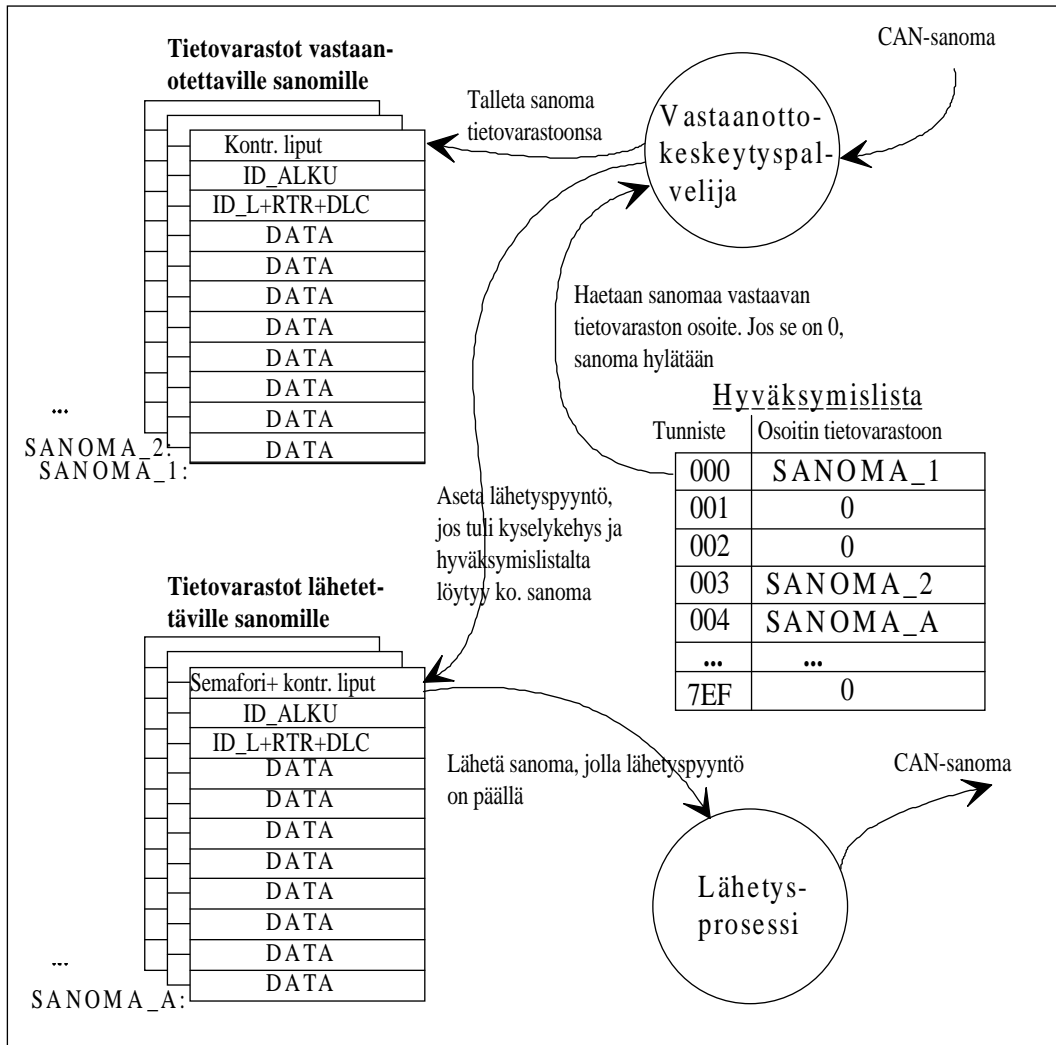 Tietovarastot vastaan-
otettaville sanomille
Kontr. liput
ID_ALKU
ID_L+RTR+DLC
DATA
DATA
DATA
DATA
DATA
DATA
DATA
DATA
...
SANOMA_2:
SANOMA_1:
Talleta sanoma
tietovarastoonsa
CAN-sanoma
Vastaanotto-
keskeytyspal-
velija
Haetaan sanomaa vastaavan
tietovaraston osoite. Jos se on 0,
sanoma hylätään
Hyväksymislista
Tunniste Osoitin tietovarastoon
000 SANOMA_1
001 0
002 0
003 SANOMA_2
004 SANOMA_A
... ...
7EF 0
Aseta lähetyspyyntö,
jos tuli kyselykehys ja
hyväksymislistalta
löytyy ko. sanoma
Tietovarastot lähetet-
täville sanomille
Semafori+ kontr. liput
ID_ALKU
ID_L+RTR+DLC
DATA
DATA
DATA
DATA
DATA
DATA
DATA
DATA
...
SANOMA_A:
Lähetä sanoma, jolla lähetyspyyntö
on päällä
CAN-sanoma
Lähetys-
prosessi